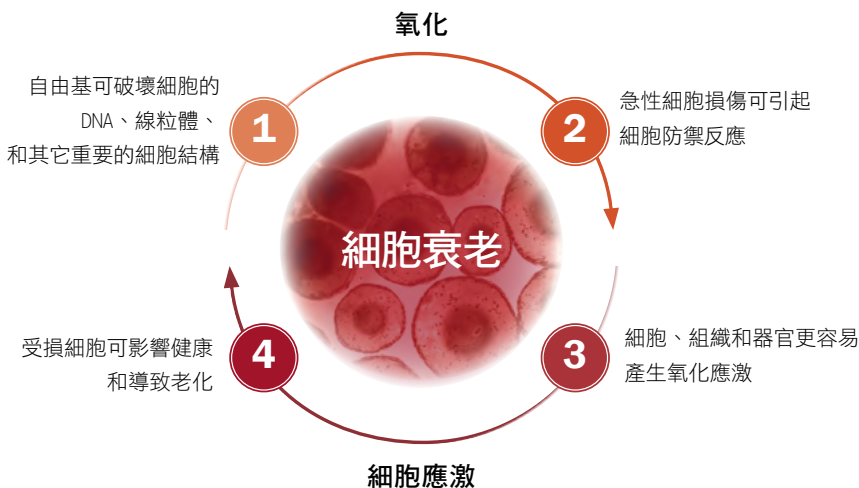 氧化
自由基可破壞細胞的
DNA、線粒體、
和其它重要的細胞結構
1
2
急性細胞損傷可引起
細胞防禦反應
細胞衰老
受損細胞可影響健康
和導致老化
4
3
細胞、組織和器官更容易
產生氧化應激
細胞應激